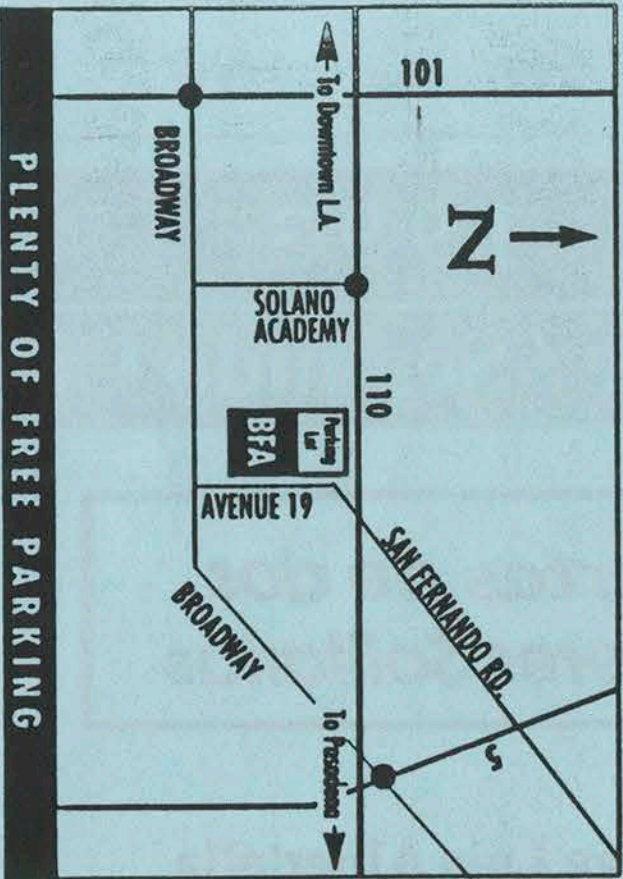 101
To Downtown L.A.
N
BROADWAY
SOLANO
ACADEMY
110
Parking
Lot
BFA
AVENUE 19
SAN FERNANDO RD.
BROADWAY
To Pasadena
5
PLENTY OF FREE PARKING